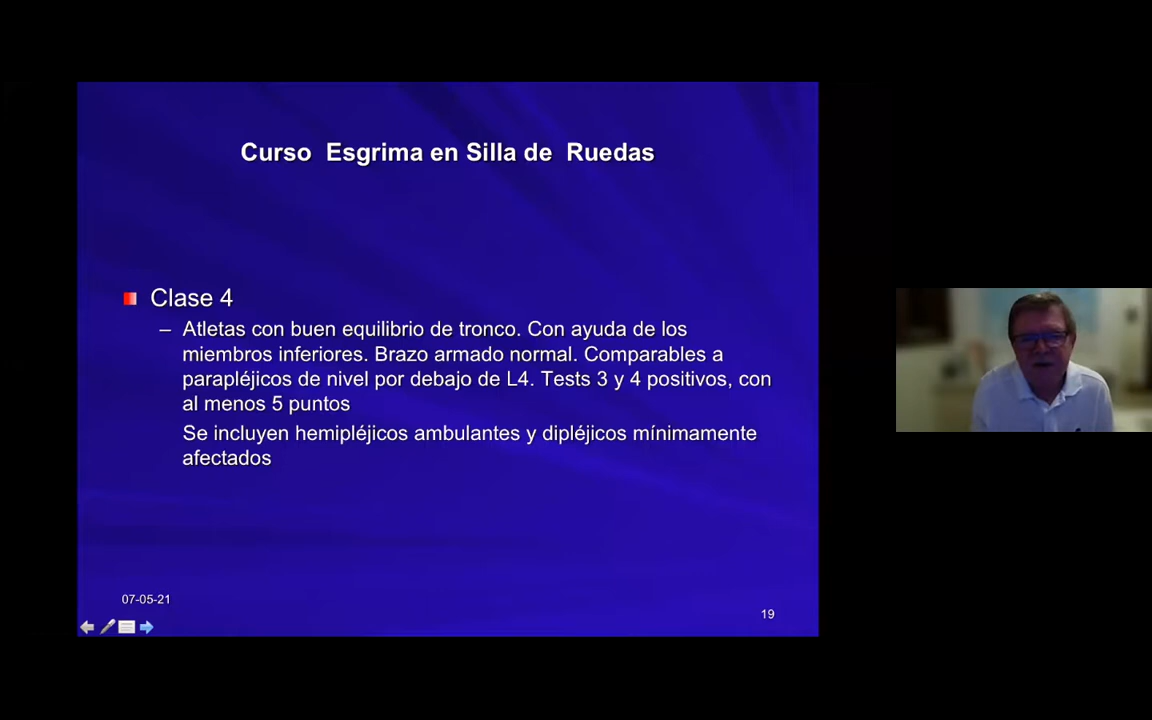 Curso Esgrima en Silla de Ruedas
Clase 4
– Atletas con buen equilibrio de tronco. Con ayuda de los
miembros inferiores. Brazo armado normal. Comparables a
parapléjicos de nivel por debajo de L4. Tests 3 y 4 positivos, con
al menos 5 puntos
Se incluyen hemipléjicos ambulantes y dipléjicos mínimamente
afectados
07-05-21
19